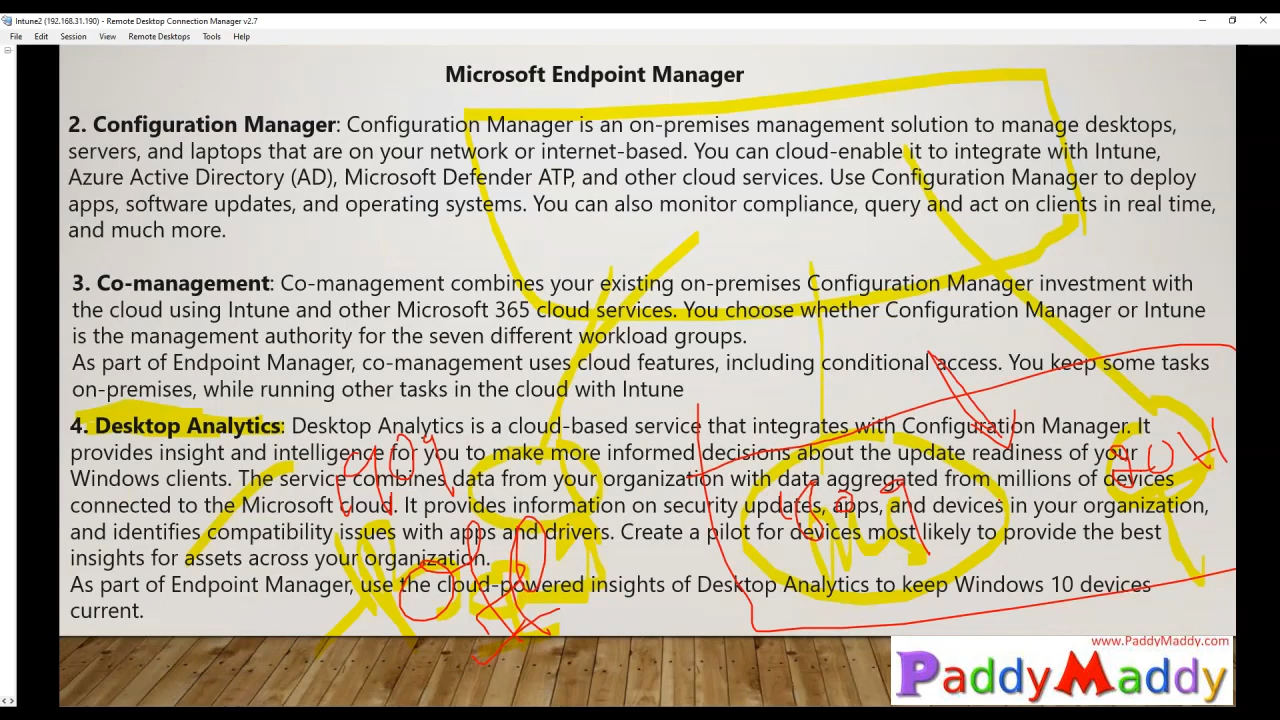 Intune2 (192.168.31.190) - Remote Desktop Connection Manager v2.7
File Edit Session View Remote Desktops Tools Help
Microsoft Endpoint Manager
2. Configuration Manager: Configuration Manager is an on-premises management solution to manage desktops,
servers, and laptops that are on your network or internet-based. You can cloud-enable it to integrate with Intune,
Azure Active Directory (AD), Microsoft Defender ATP, and other cloud services. Use Configuration Manager to deploy
apps, software updates, and operating systems. You can also monitor compliance, query and act on clients in real time,
and much more.
3. Co-management: Co-management combines your existing on-premises Configuration Manager investment with
the cloud using Intune and other Microsoft 365 cloud services. You choose whether Configuration Manager or Intune
is the management authority for the seven different workload groups.
As part of Endpoint Manager, co-management uses cloud features, including conditional access. You keep some tasks
on-premises, while running other tasks in the cloud with Intune
4. Desktop Analytics: Desktop Analytics is a cloud-based service that integrates with Configuration Manager. It
provides insight and intelligence for you to make more informed decisions about the update readiness of your
Windows clients. The service combines data from your organization with data aggregated from millions of devices
connected to the Microsoft cloud. It provides information on security updates, apps, and devices in your organization,
and identifies compatibility issues with apps and drivers. Create a pilot for devices most likely to provide the best
insights for assets across your organization.
As part of Endpoint Manager, use the cloud-powered insights of Desktop Analytics to keep Windows 10 devices
current.
www.PaddyMaddy.com
PaddyMaddy